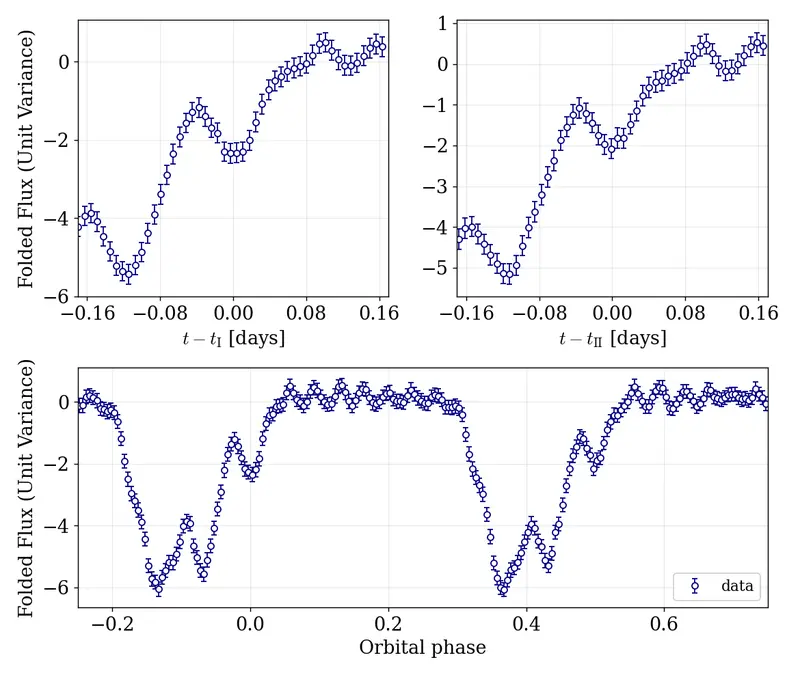 Folded Flux (Unit Variance)
0
−2
−4
−6
−0.16 −0.08 0.00 0.08 0.16
t − tI [days]
1
0
−1
−2
−3
−4
−5
−0.16 −0.08 0.00 0.08 0.16
t − tII [days]
Folded Flux (Unit Variance)
0
−2
−4
−6
−0.2 0.0 0.2 0.4 0.6
Orbital phase
data